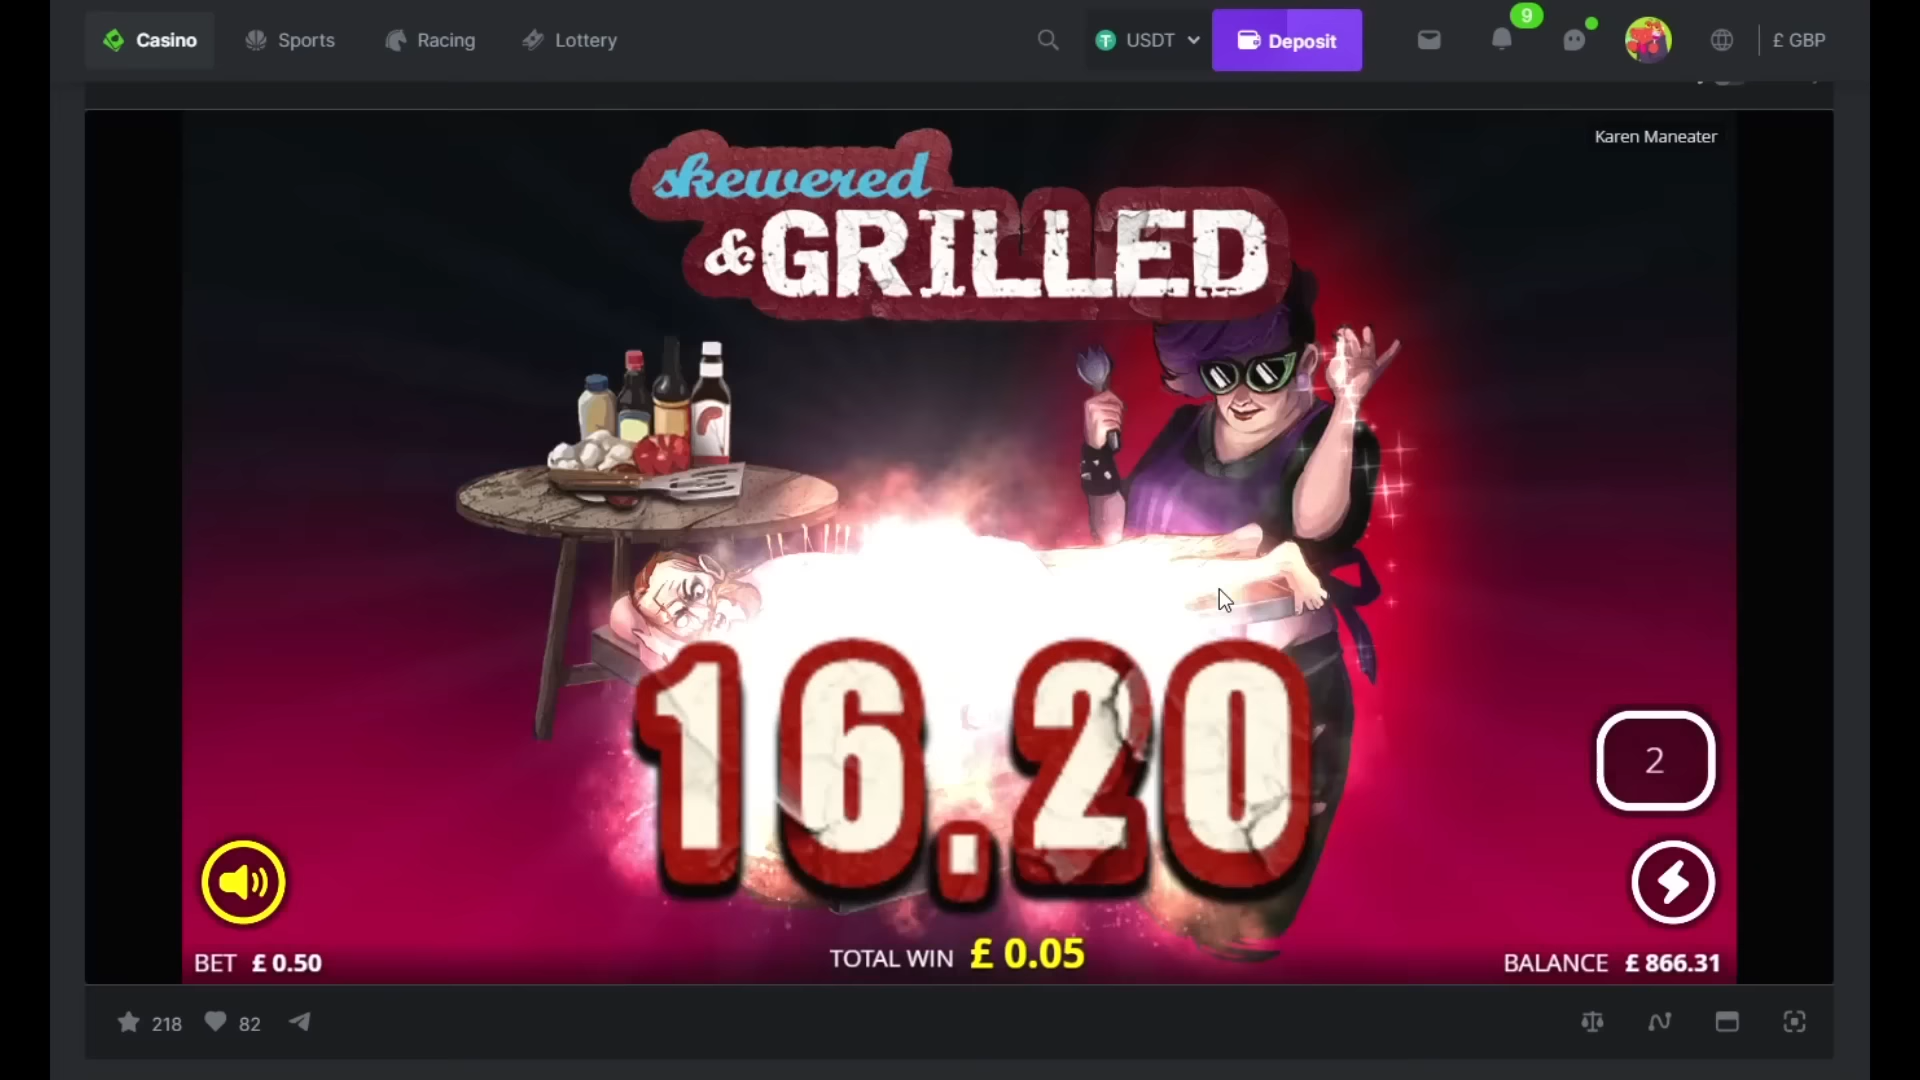 Casino
Sports
Racing
Lottery
USDT
Deposit
9
£ GBP
Karen Maneater
skewered
& GRILLED
16.20
2
BET £ 0.50
TOTAL WIN £ 0.05
BALANCE £ 866.31
218
82